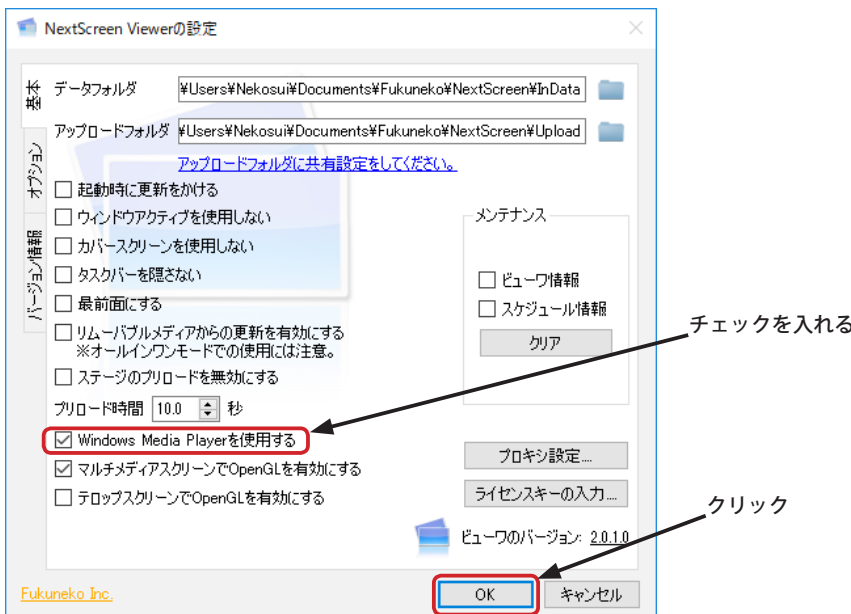 NextScreen Viewerの設定
基本
オプション
バージョン情報
データフォルダ ¥Users¥Nekosui¥Documents¥Fukuneko¥NextScreen¥InData
アップロードフォルダ ¥Users¥Nekosui¥Documents¥Fukuneko¥NextScreen¥Upload
アップロードフォルダに共有設定をしてください。
起動時に更新をかける
ウィンドウアクティブを使用しない
カバースクリーンを使用しない
タスクバーを隠さない
最前面にする
リムーバブルメディアからの更新を有効にする
※オールインワンモードでの使用には注意。
ステージのプリロードを無効にする
プリロード時間 10.0 秒
Windows Media Playerを使用する
マルチメディアスクリーンでOpenGLを有効にする
テロップスクリーンでOpenGLを有効にする
メンテナンス
ビューワ情報
スケジュール情報
クリア
チェックを入れる
プロキシ設定...
ライセンスキーの入力...
クリック
ビューワのバージョン: 2.0.1.0
Fukuneko Inc.
OK
キャンセル